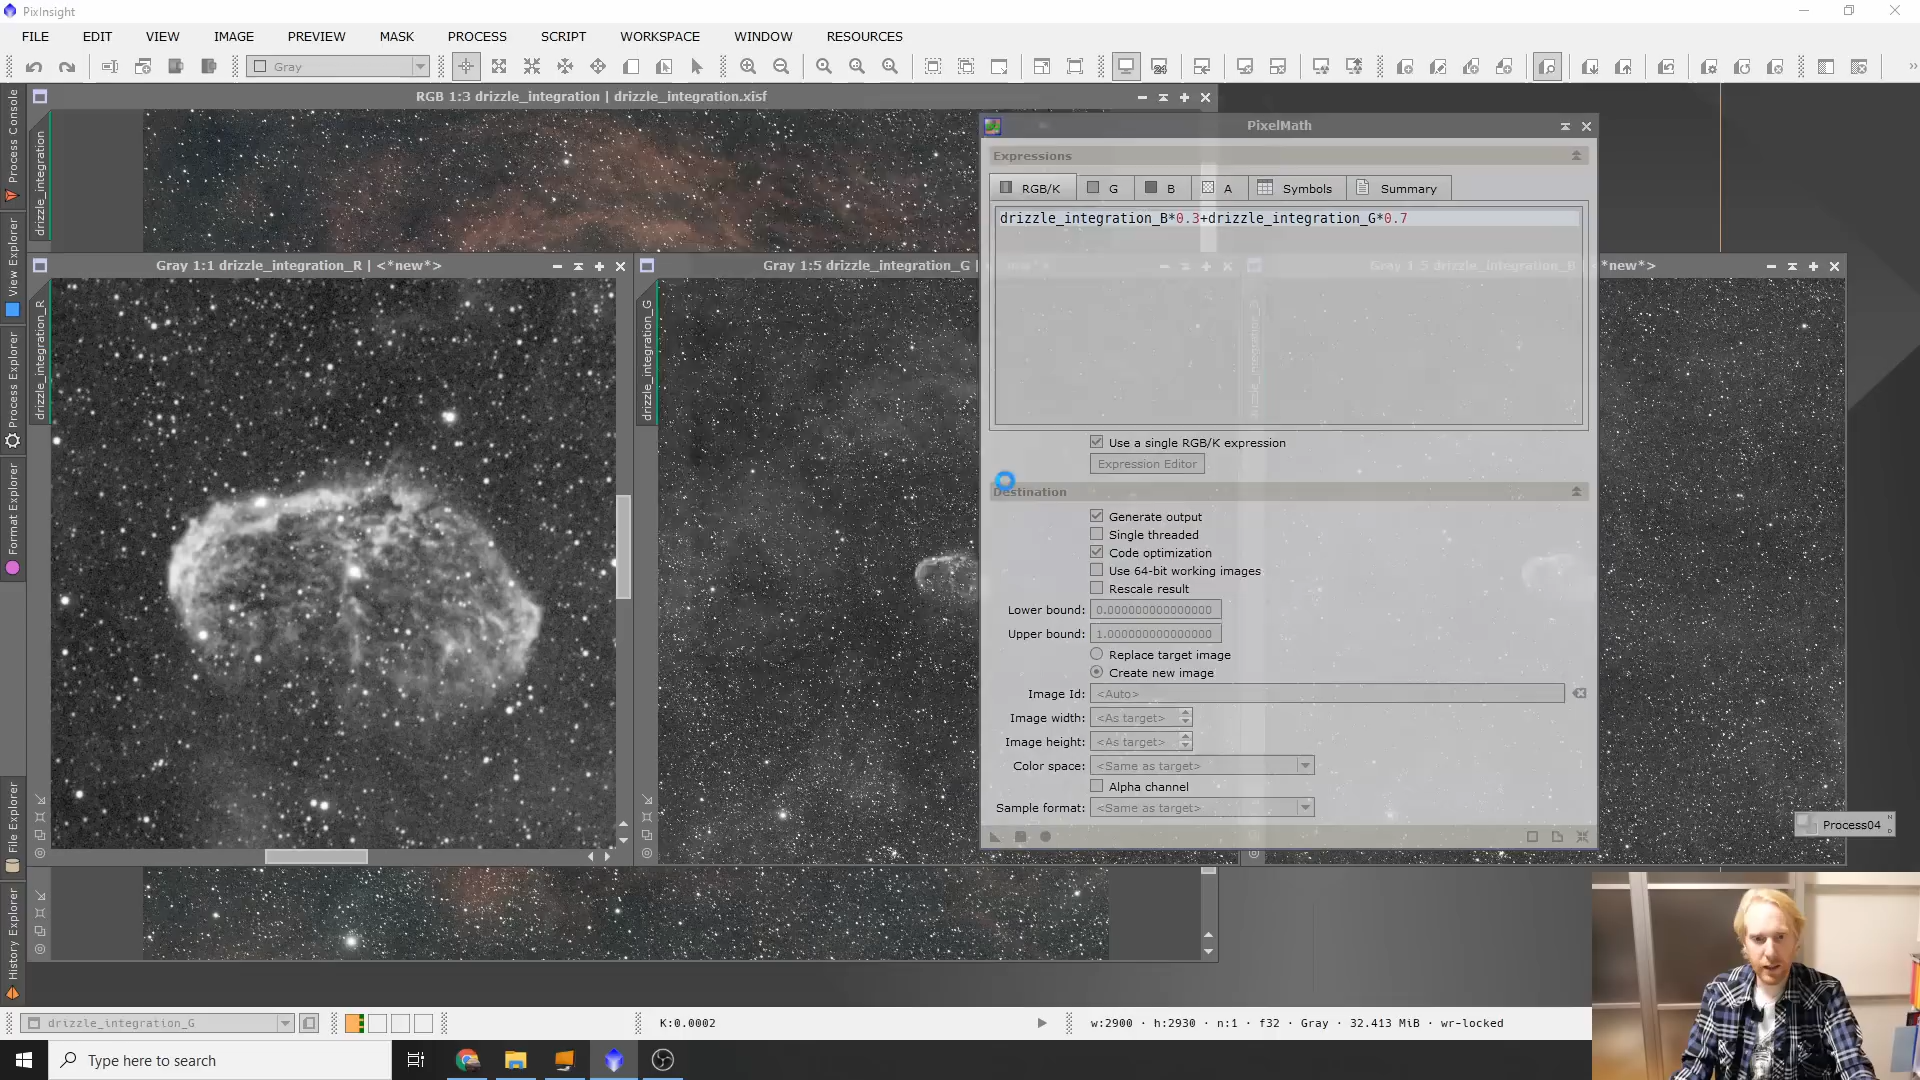 PixInsight
FILE EDIT VIEW IMAGE PREVIEW MASK PROCESS SCRIPT WORKSPACE WINDOW RESOURCES
Gray
RGB 1:3 drizzle_integration | drizzle_integration.xisf
PixelMath
Expressions
RGB/K G B A Symbols Summary
drizzle_integration_B*0.3+drizzle_integration_G*0.7
Gray 1:1 drizzle_integration_R | <*new*>
Gray 1:5 drizzle_integration_G |
Gray 1:5 drizzle_integration_B
*new*>
Use a single RGB/K expression
Expression Editor
Destination
Generate output
Single threaded
Code optimization
Use 64-bit working images
Rescale result
Lower bound: 0.000000000000000
Upper bound: 1.000000000000000
Replace target image
Create new image
Image Id: <Auto>
Image width: <As target>
Image height: <As target>
Color space: <Same as target>
Alpha channel
Sample format: <Same as target>
Process04
Process Console
View Explorer
Process Explorer
Format Explorer
File Explorer
History Explorer
drizzle_integration
drizzle_integration_R
drizzle_integration_G
drizzle_integration_G
K:0.0002
w:2900 · h:2930 · n:1 · f32 · Gray · 32.413 MiB · wr-locked
Type here to search